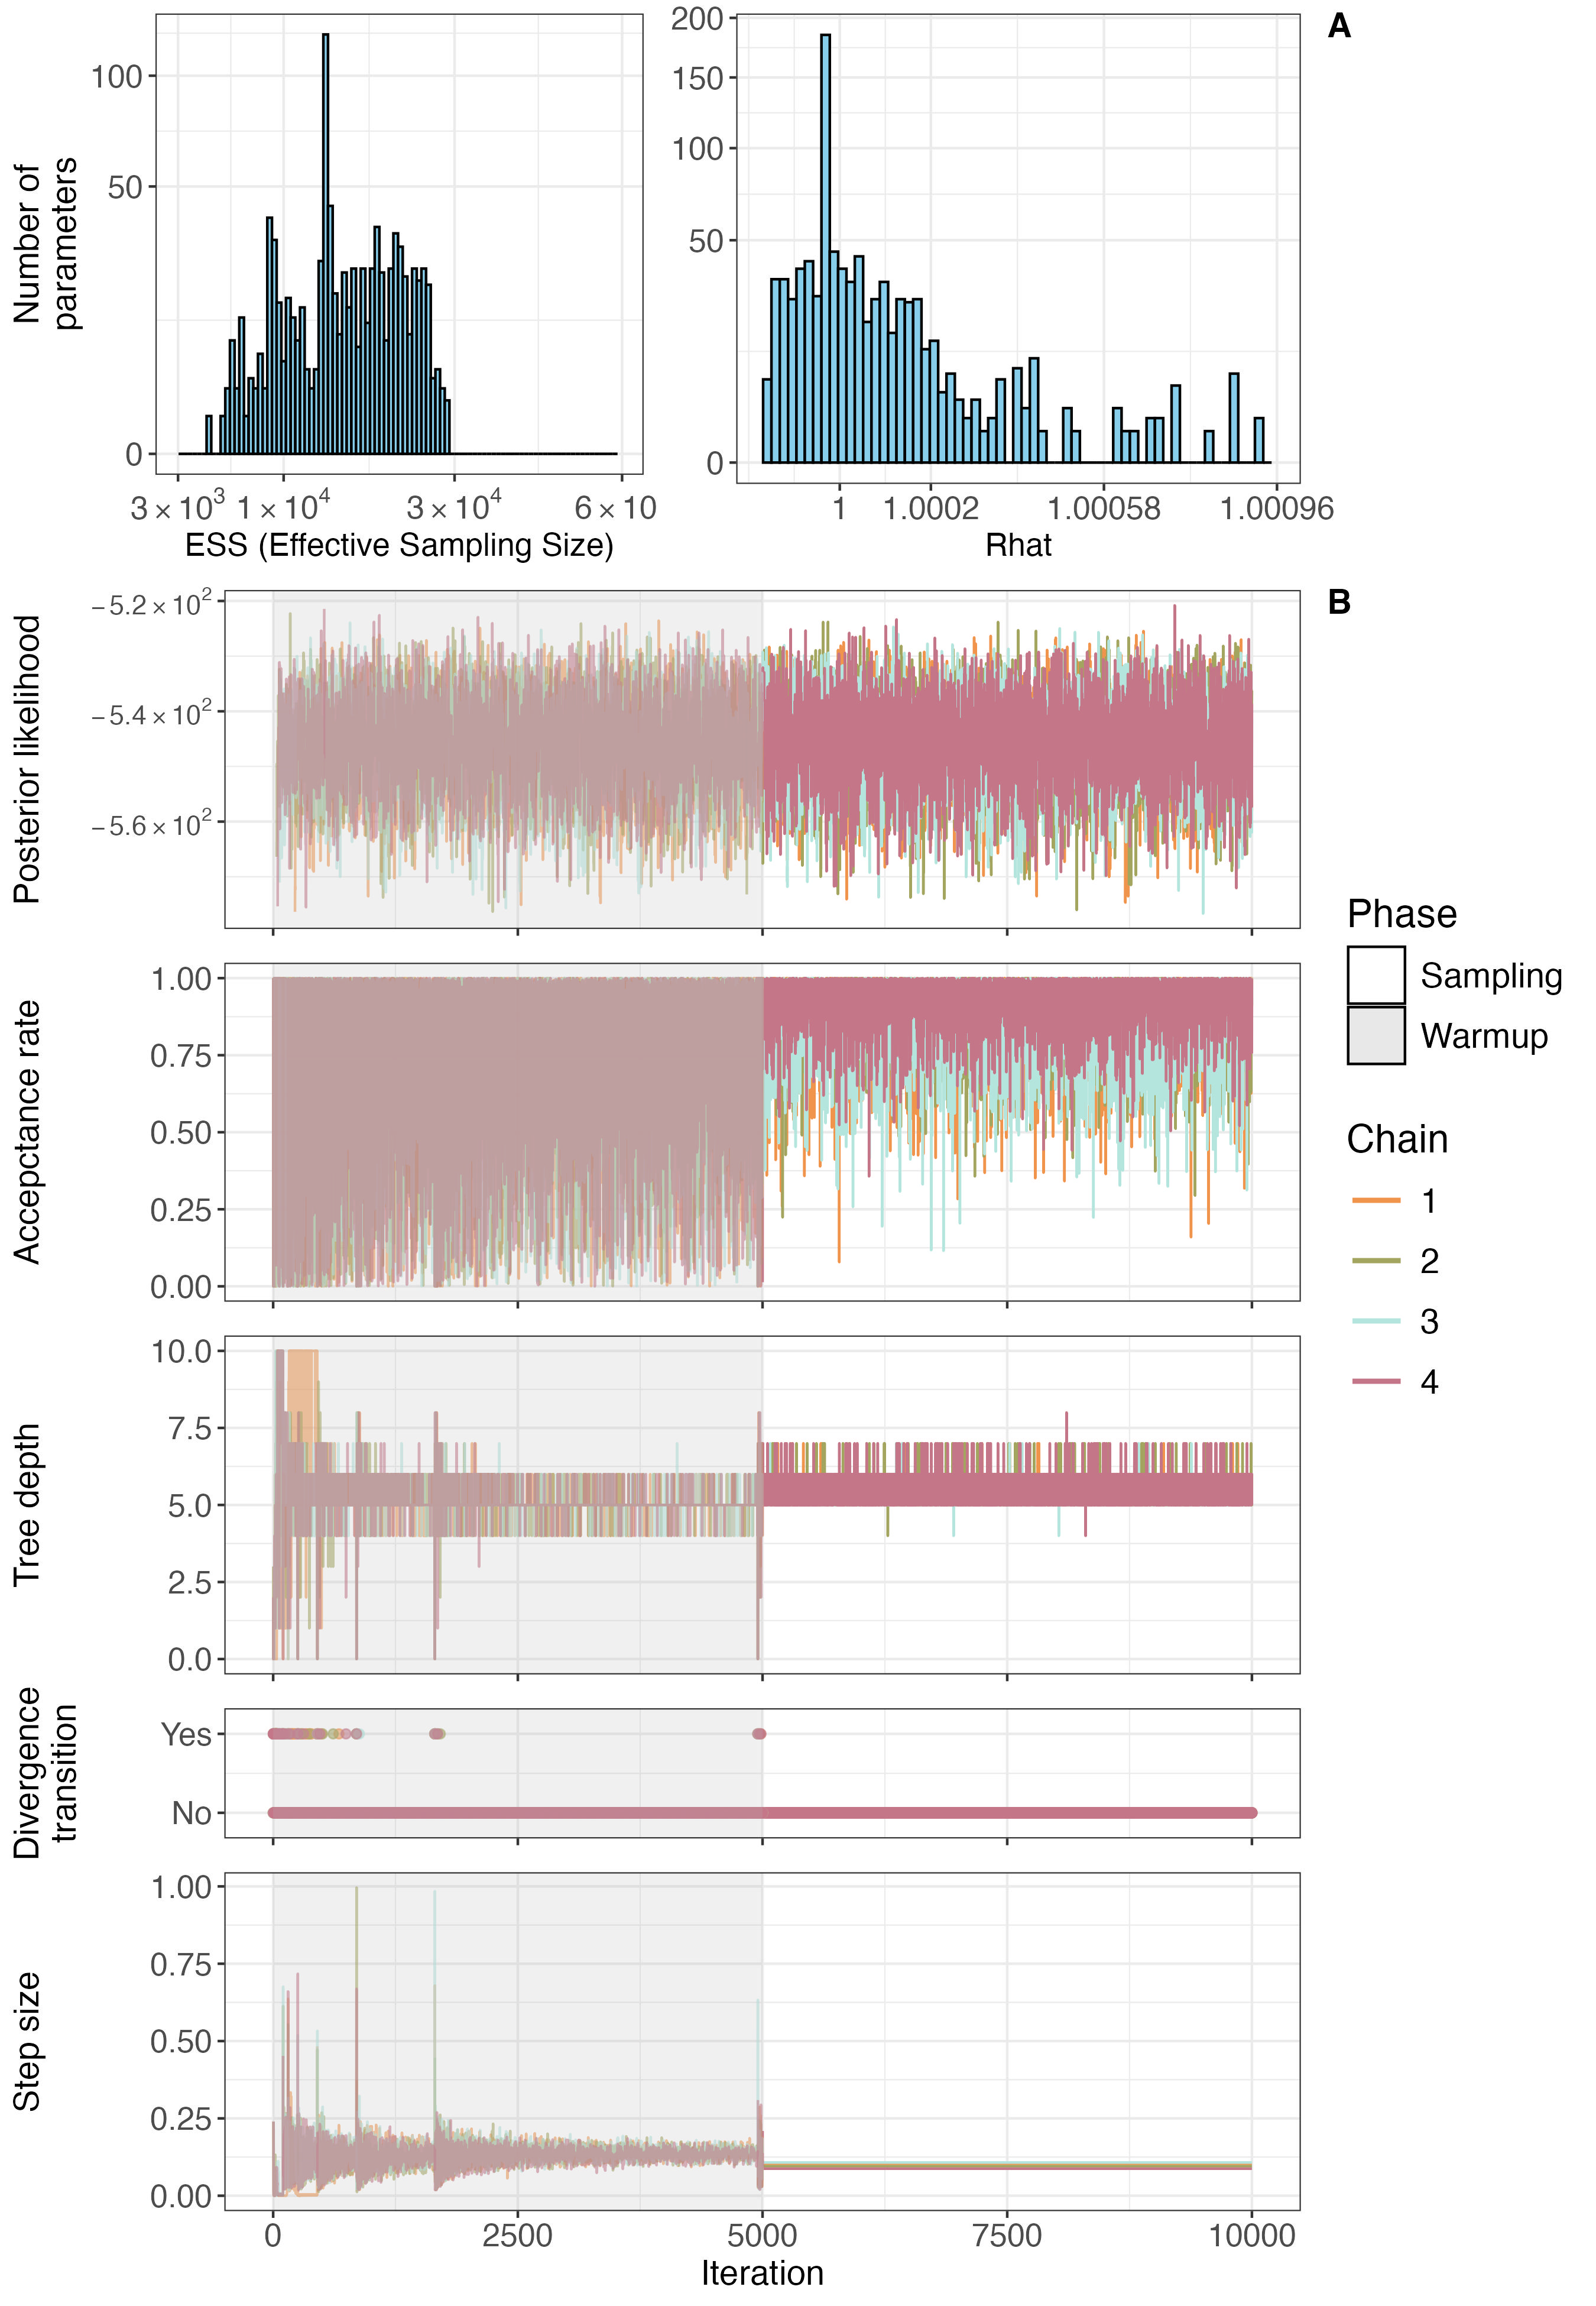 A
200
150
100
50
0
100
50
0
Number of
parameters
3×10³ 1×10⁴ 3×10⁴ 6×10
ESS (Effective Sampling Size)
1 1.0002 1.00058 1.00096
Rhat
B
−5.2×10²
−5.4×10²
−5.6×10²
Posterior likelihood
1.00
0.75
0.50
0.25
0.00
Accepctance rate
10.0
7.5
5.0
2.5
0.0
Tree depth
Yes
No
Divergence
transition
1.00
0.75
0.50
0.25
0.00
Step size
0 2500 5000 7500 10000
Iteration
Phase
Sampling
Warmup
Chain
1
2
3
4